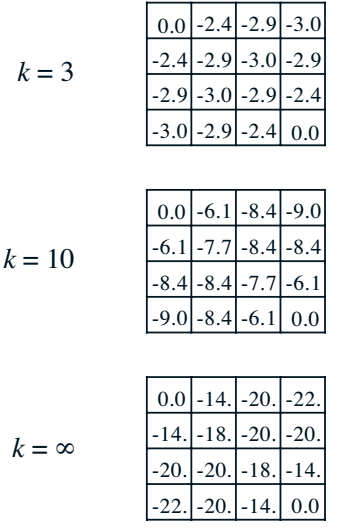 k = 3
0.0 -2.4 -2.9 -3.0
-2.4 -2.9 -3.0 -2.9
-2.9 -3.0 -2.9 -2.4
-3.0 -2.9 -2.4 0.0
k = 10
0.0 -6.1 -8.4 -9.0
-6.1 -7.7 -8.4 -8.4
-8.4 -8.4 -7.7 -6.1
-9.0 -8.4 -6.1 0.0
k = ∞
0.0 -14. -20. -22.
-14. -18. -20. -20.
-20. -20. -18. -14.
-22. -20. -14. 0.0